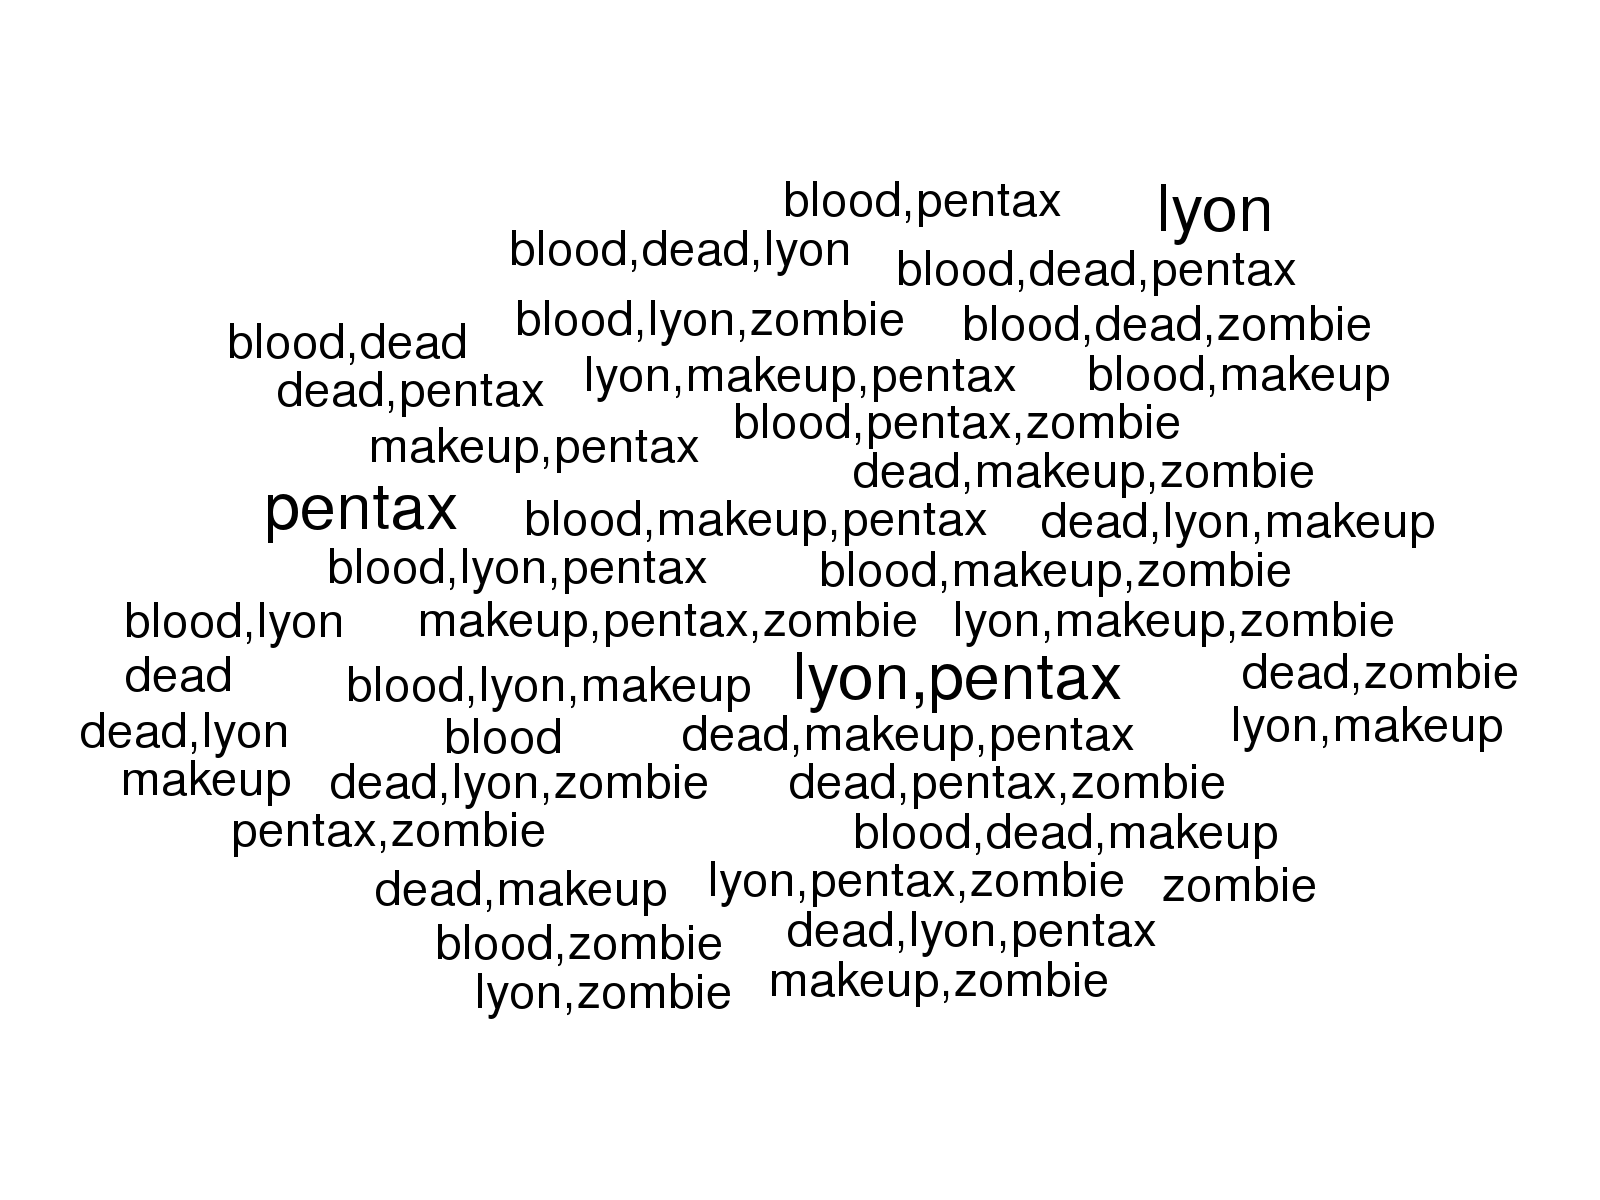 blood,pentax
lyon
blood,dead,lyon
blood,dead,pentax
blood,lyon,zombie
blood,dead,zombie
blood,dead
lyon,makeup,pentax
blood,makeup
dead,pentax
blood,pentax,zombie
makeup,pentax
dead,makeup,zombie
pentax
blood,makeup,pentax
dead,lyon,makeup
blood,lyon,pentax
blood,makeup,zombie
blood,lyon
makeup,pentax,zombie
lyon,makeup,zombie
dead
blood,lyon,makeup
lyon,pentax
dead,zombie
dead,lyon
blood
dead,makeup,pentax
lyon,makeup
makeup
dead,lyon,zombie
dead,pentax,zombie
pentax,zombie
blood,dead,makeup
dead,makeup
lyon,pentax,zombie
zombie
blood,zombie
dead,lyon,pentax
lyon,zombie
makeup,zombie